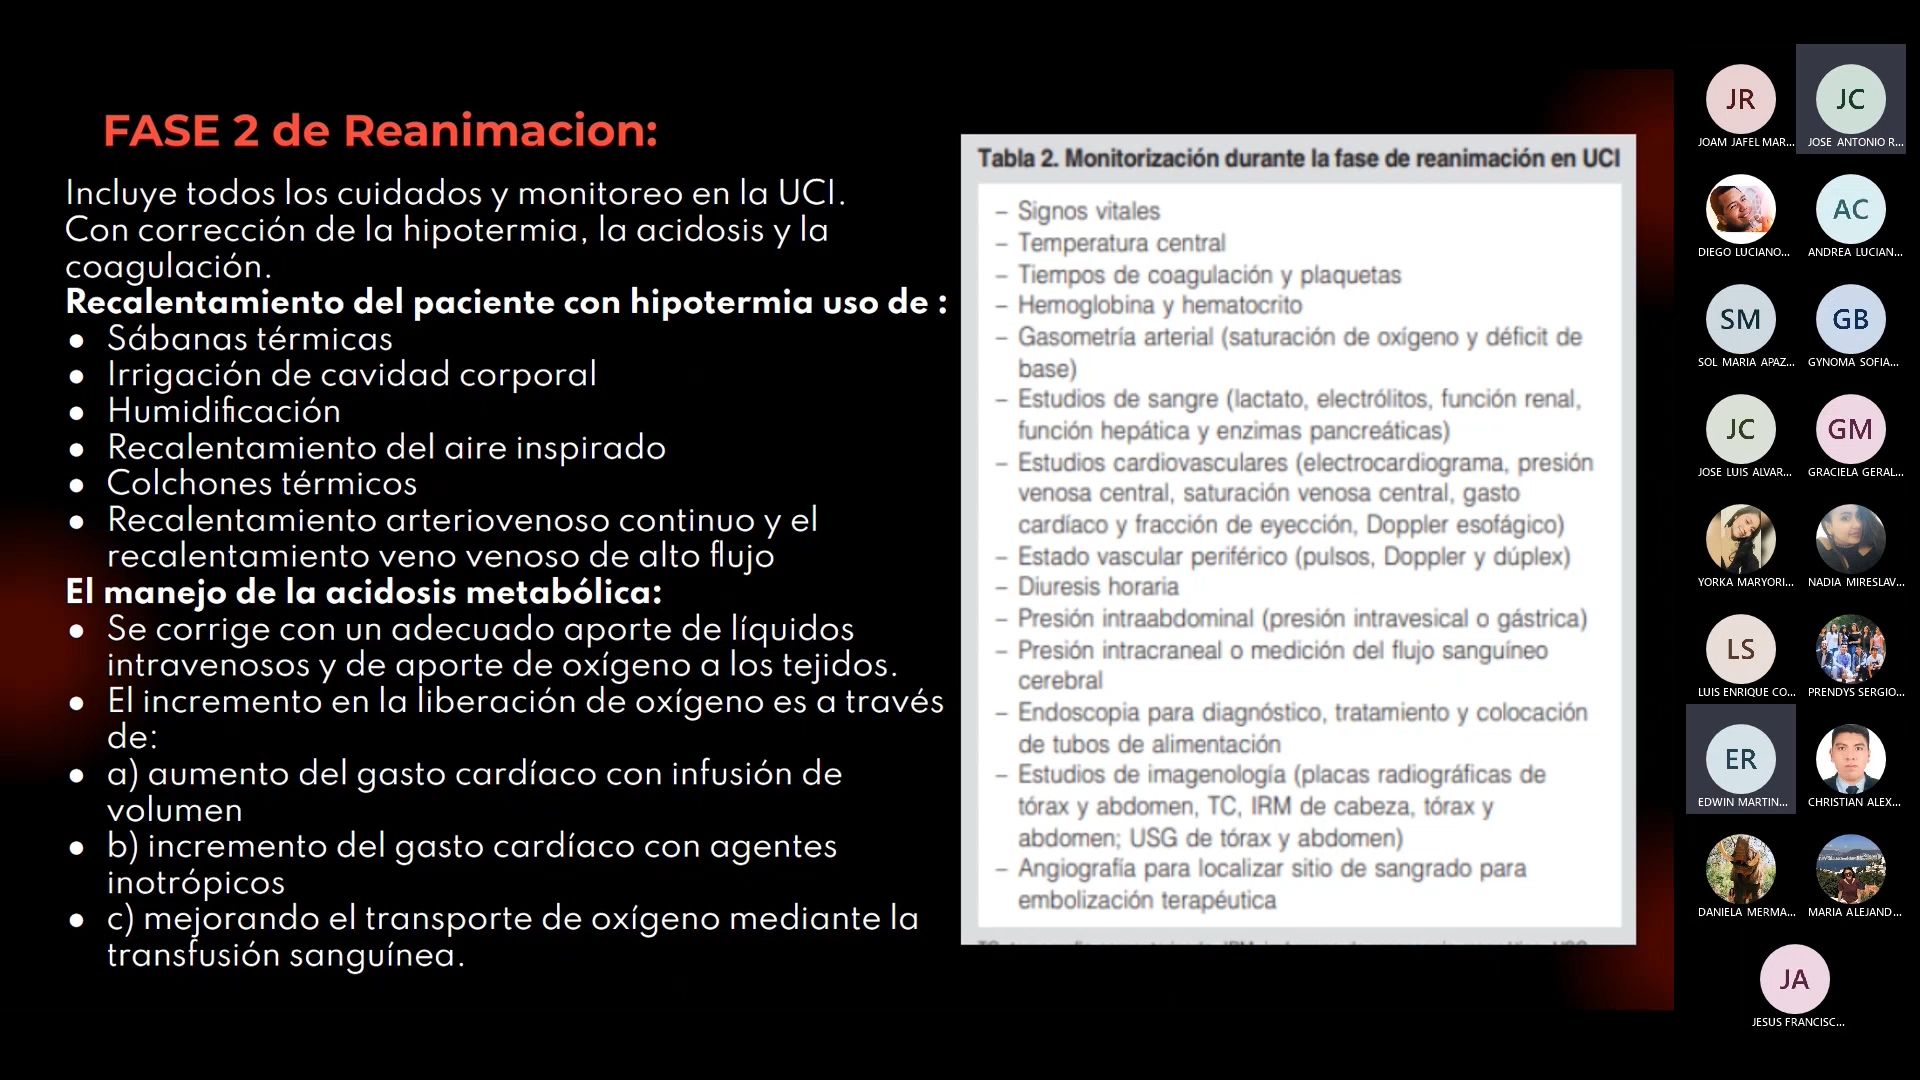 FASE 2 de Reanimacion:
Incluye todos los cuidados y monitoreo en la UCI.
Con corrección de la hipotermia, la acidosis y la
coagulación.
Recalentamiento del paciente con hipotermia uso de :
● Sábanas térmicas
● Irrigación de cavidad corporal
● Humidificación
● Recalentamiento del aire inspirado
● Colchones térmicos
● Recalentamiento arteriovenoso continuo y el
recalentamiento veno venoso de alto flujo
El manejo de la acidosis metabólica:
● Se corrige con un adecuado aporte de líquidos
intravenosos y de aporte de oxígeno a los tejidos.
● El incremento en la liberación de oxígeno es a través
de:
● a) aumento del gasto cardíaco con infusión de
volumen
● b) incremento del gasto cardíaco con agentes
inotrópicos
● c) mejorando el transporte de oxígeno mediante la
transfusión sanguínea.
Tabla 2. Monitorización durante la fase de reanimación en UCI
– Signos vitales
– Temperatura central
– Tiempos de coagulación y plaquetas
– Hemoglobina y hematocrito
– Gasometría arterial (saturación de oxígeno y déficit de
base)
– Estudios de sangre (lactato, electrólitos, función renal,
función hepática y enzimas pancreáticas)
– Estudios cardiovasculares (electrocardiograma, presión
venosa central, saturación venosa central, gasto
cardíaco y fracción de eyección, Doppler esofágico)
– Estado vascular periférico (pulsos, Doppler y dúplex)
– Diuresis horaria
– Presión intraabdominal (presión intravesical o gástrica)
– Presión intracraneal o medición del flujo sanguíneo
cerebral
– Endoscopia para diagnóstico, tratamiento y colocación
de tubos de alimentación
– Estudios de imagenología (placas radiográficas de
tórax y abdomen, TC, IRM de cabeza, tórax y
abdomen; USG de tórax y abdomen)
– Angiografía para localizar sitio de sangrado para
embolización terapéutica
JR
JOAM JAFEL MAR...
JC
JOSE ANTONIO R...
DIEGO LUCIANO...
AC
ANDREA LUCIAN...
SM
SOL MARIA APAZ...
GB
GYNOMA SOFIA...
JC
JOSE LUIS ALVAR...
GM
GRACIELA GERAL...
YORKA MARYORI...
NADIA MIRESLAV...
LS
LUIS ENRIQUE CO...
PRENDYS SERGIO...
ER
EDWIN MARTIN...
CHRISTIAN ALEX...
DANIELA MERMA...
MARIA ALEJAND...
JA
JESUS FRANCISC...